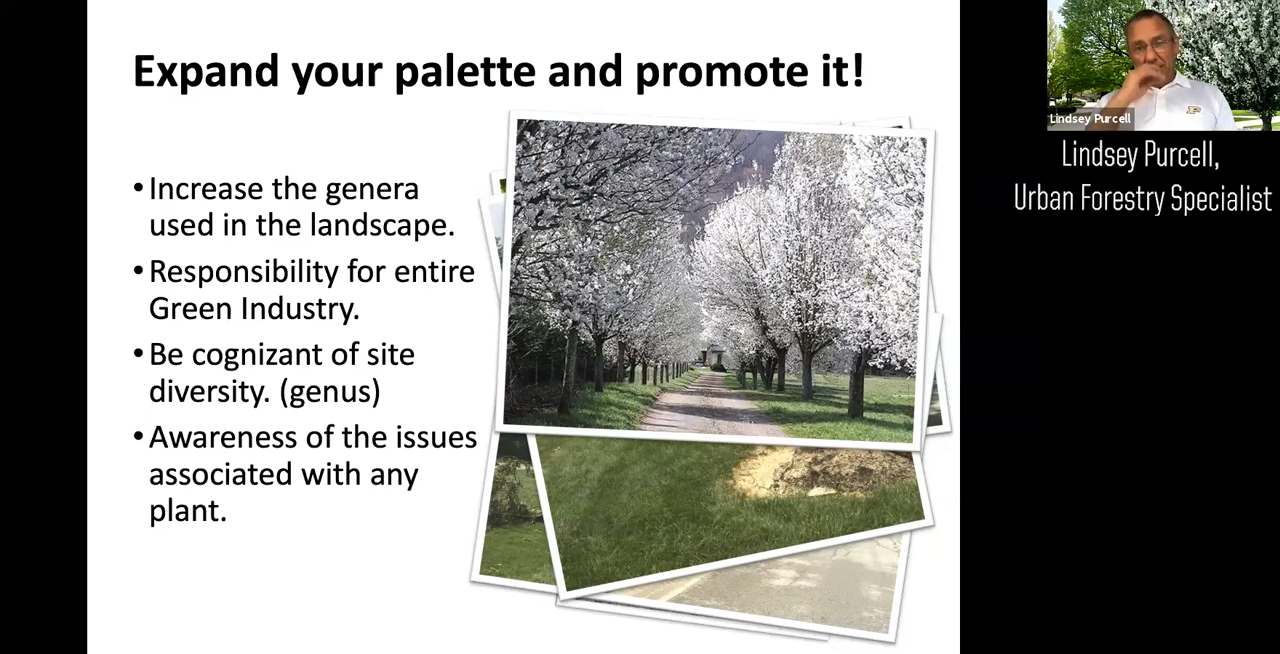 Expand your palette and promote it!
• Increase the genera
used in the landscape.
• Responsibility for entire
Green Industry.
• Be cognizant of site
diversity. (genus)
• Awareness of the issues
associated with any
plant.
P
Lindsey Purcell
Lindsey Purcell,
Urban Forestry Specialist